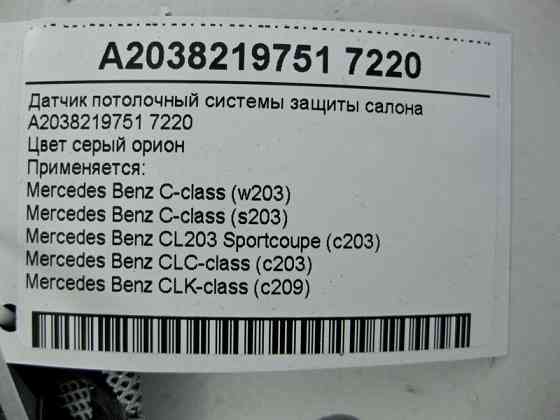 A2038219751 7220
Датчик потолочный системы защиты салона
A2038219751 7220
Цвет серый орион
Применяется:
Mercedes Benz C-class (w203)
Mercedes Benz C-class (s203)
Mercedes Benz CL203 Sportcoupe (c203)
Mercedes Benz CLC-class (c203)
Mercedes Benz CLK-class (c209)